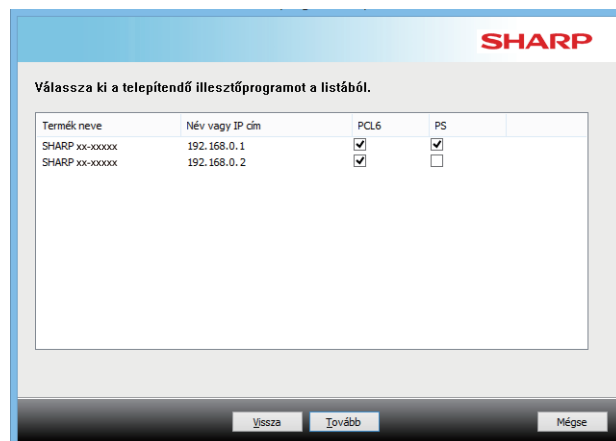 SHARP
Válassza ki a telepítendő illesztőprogramot a listából.
Termék neve Név vagy IP cím PCL6 PS
SHARP xx-xxxxx 192.168.0.1
SHARP xx-xxxxx 192.168.0.2
Vissza Tovább Mégse